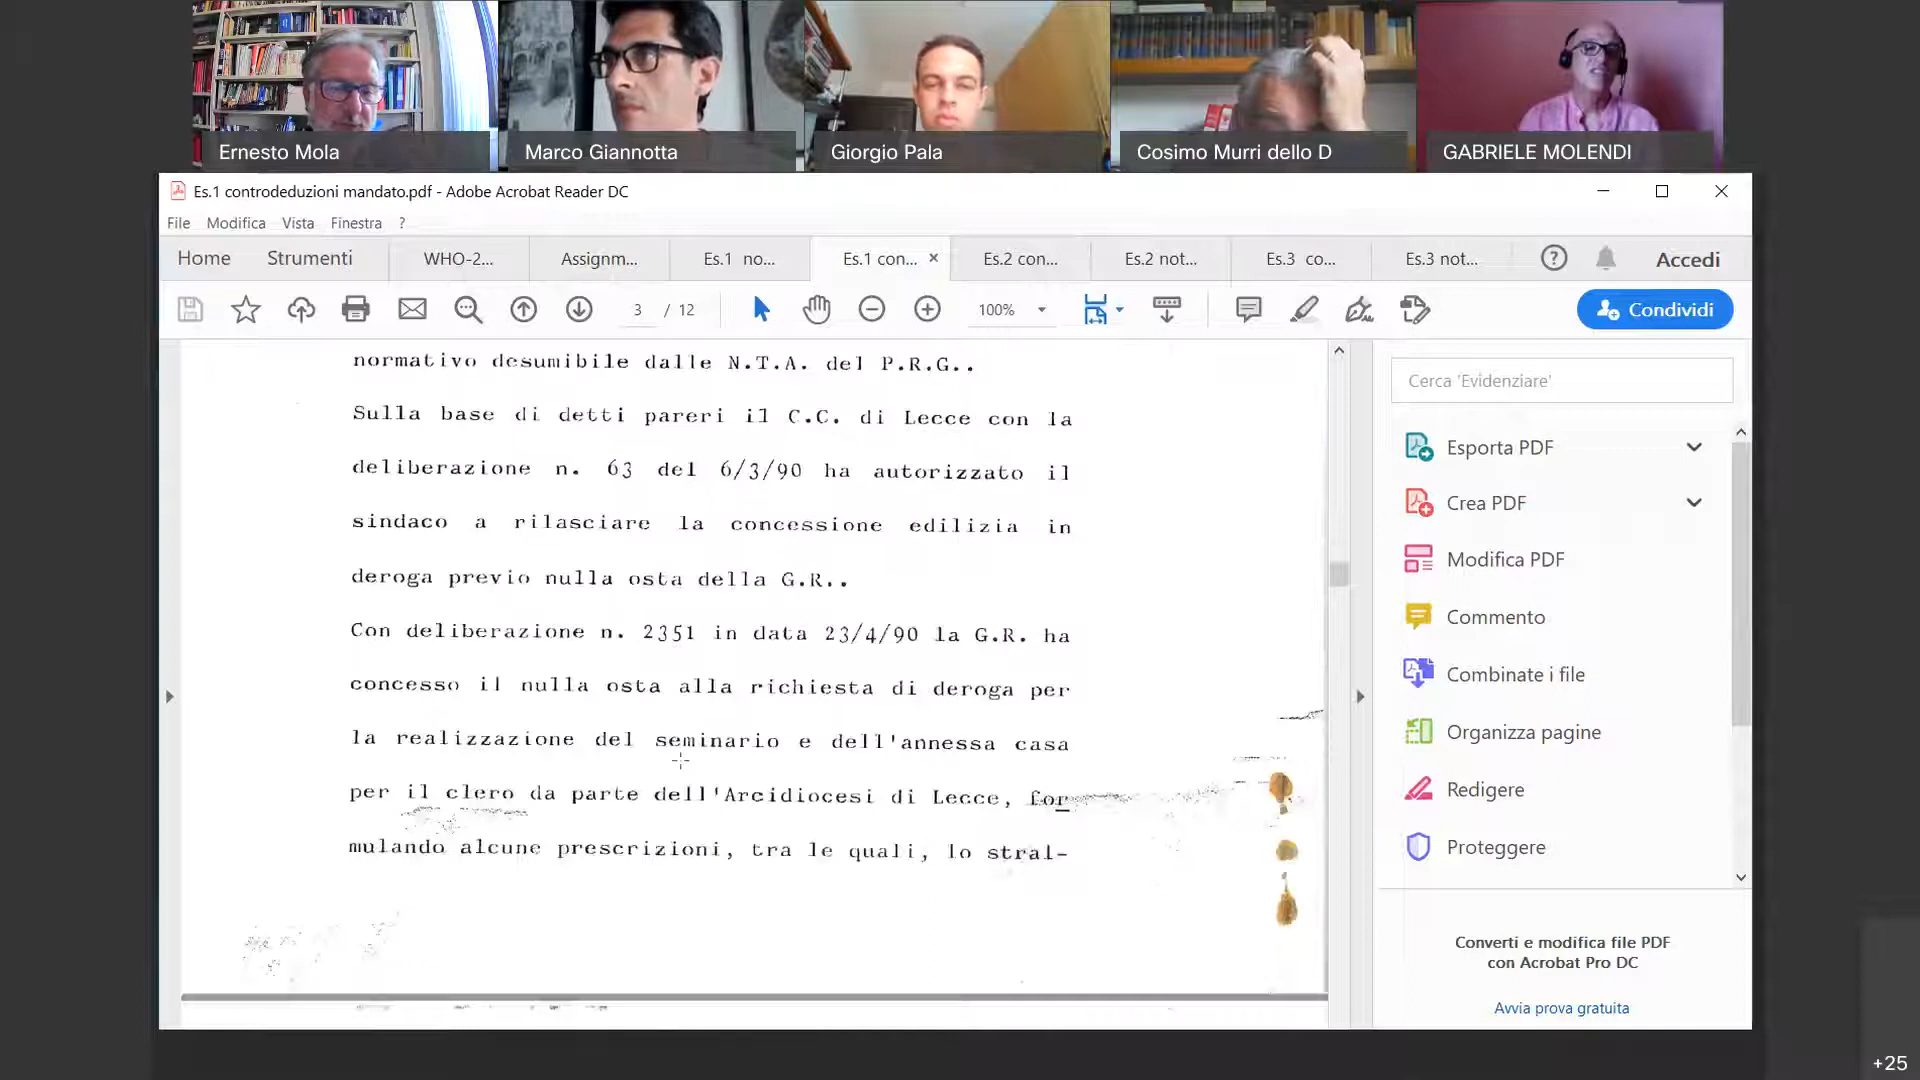 Ernesto Mola
Marco Giannotta
Giorgio Pala
Cosimo Murri dello D
GABRIELE MOLENDI
Es.1 controdeduzioni mandato.pdf - Adobe Acrobat Reader DC
File Modifica Vista Finestra ?
Home Strumenti WHO-2... Assignm... Es.1 no... Es.1 con... Es.2 con... Es.2 not... Es.3 co... Es.3 not... Accedi
3 / 12 100% Condividi
normativo desumibile dalle N.T.A. del P.R.G..
Sulla base di detti pareri il C.C. di Lecce con la
deliberazione n. 63 del 6/3/90 ha autorizzato il
sindaco a rilasciare la concessione edilizia in
deroga previo nulla osta della G.R..
Con deliberazione n. 2351 in data 23/4/90 la G.R. ha
concesso il nulla osta alla richiesta di deroga per
la realizzazione del seminario e dell'annessa casa
per il clero da parte dell'Arcidiocesi di Lecce, for
mulando alcune prescrizioni, tra le quali, lo stral-
Cerca 'Evidenziare'
Esporta PDF
Crea PDF
Modifica PDF
Commento
Combinate i file
Organizza pagine
Redigere
Proteggere
Converti e modifica file PDF
con Acrobat Pro DC
Avvia prova gratuita
+25